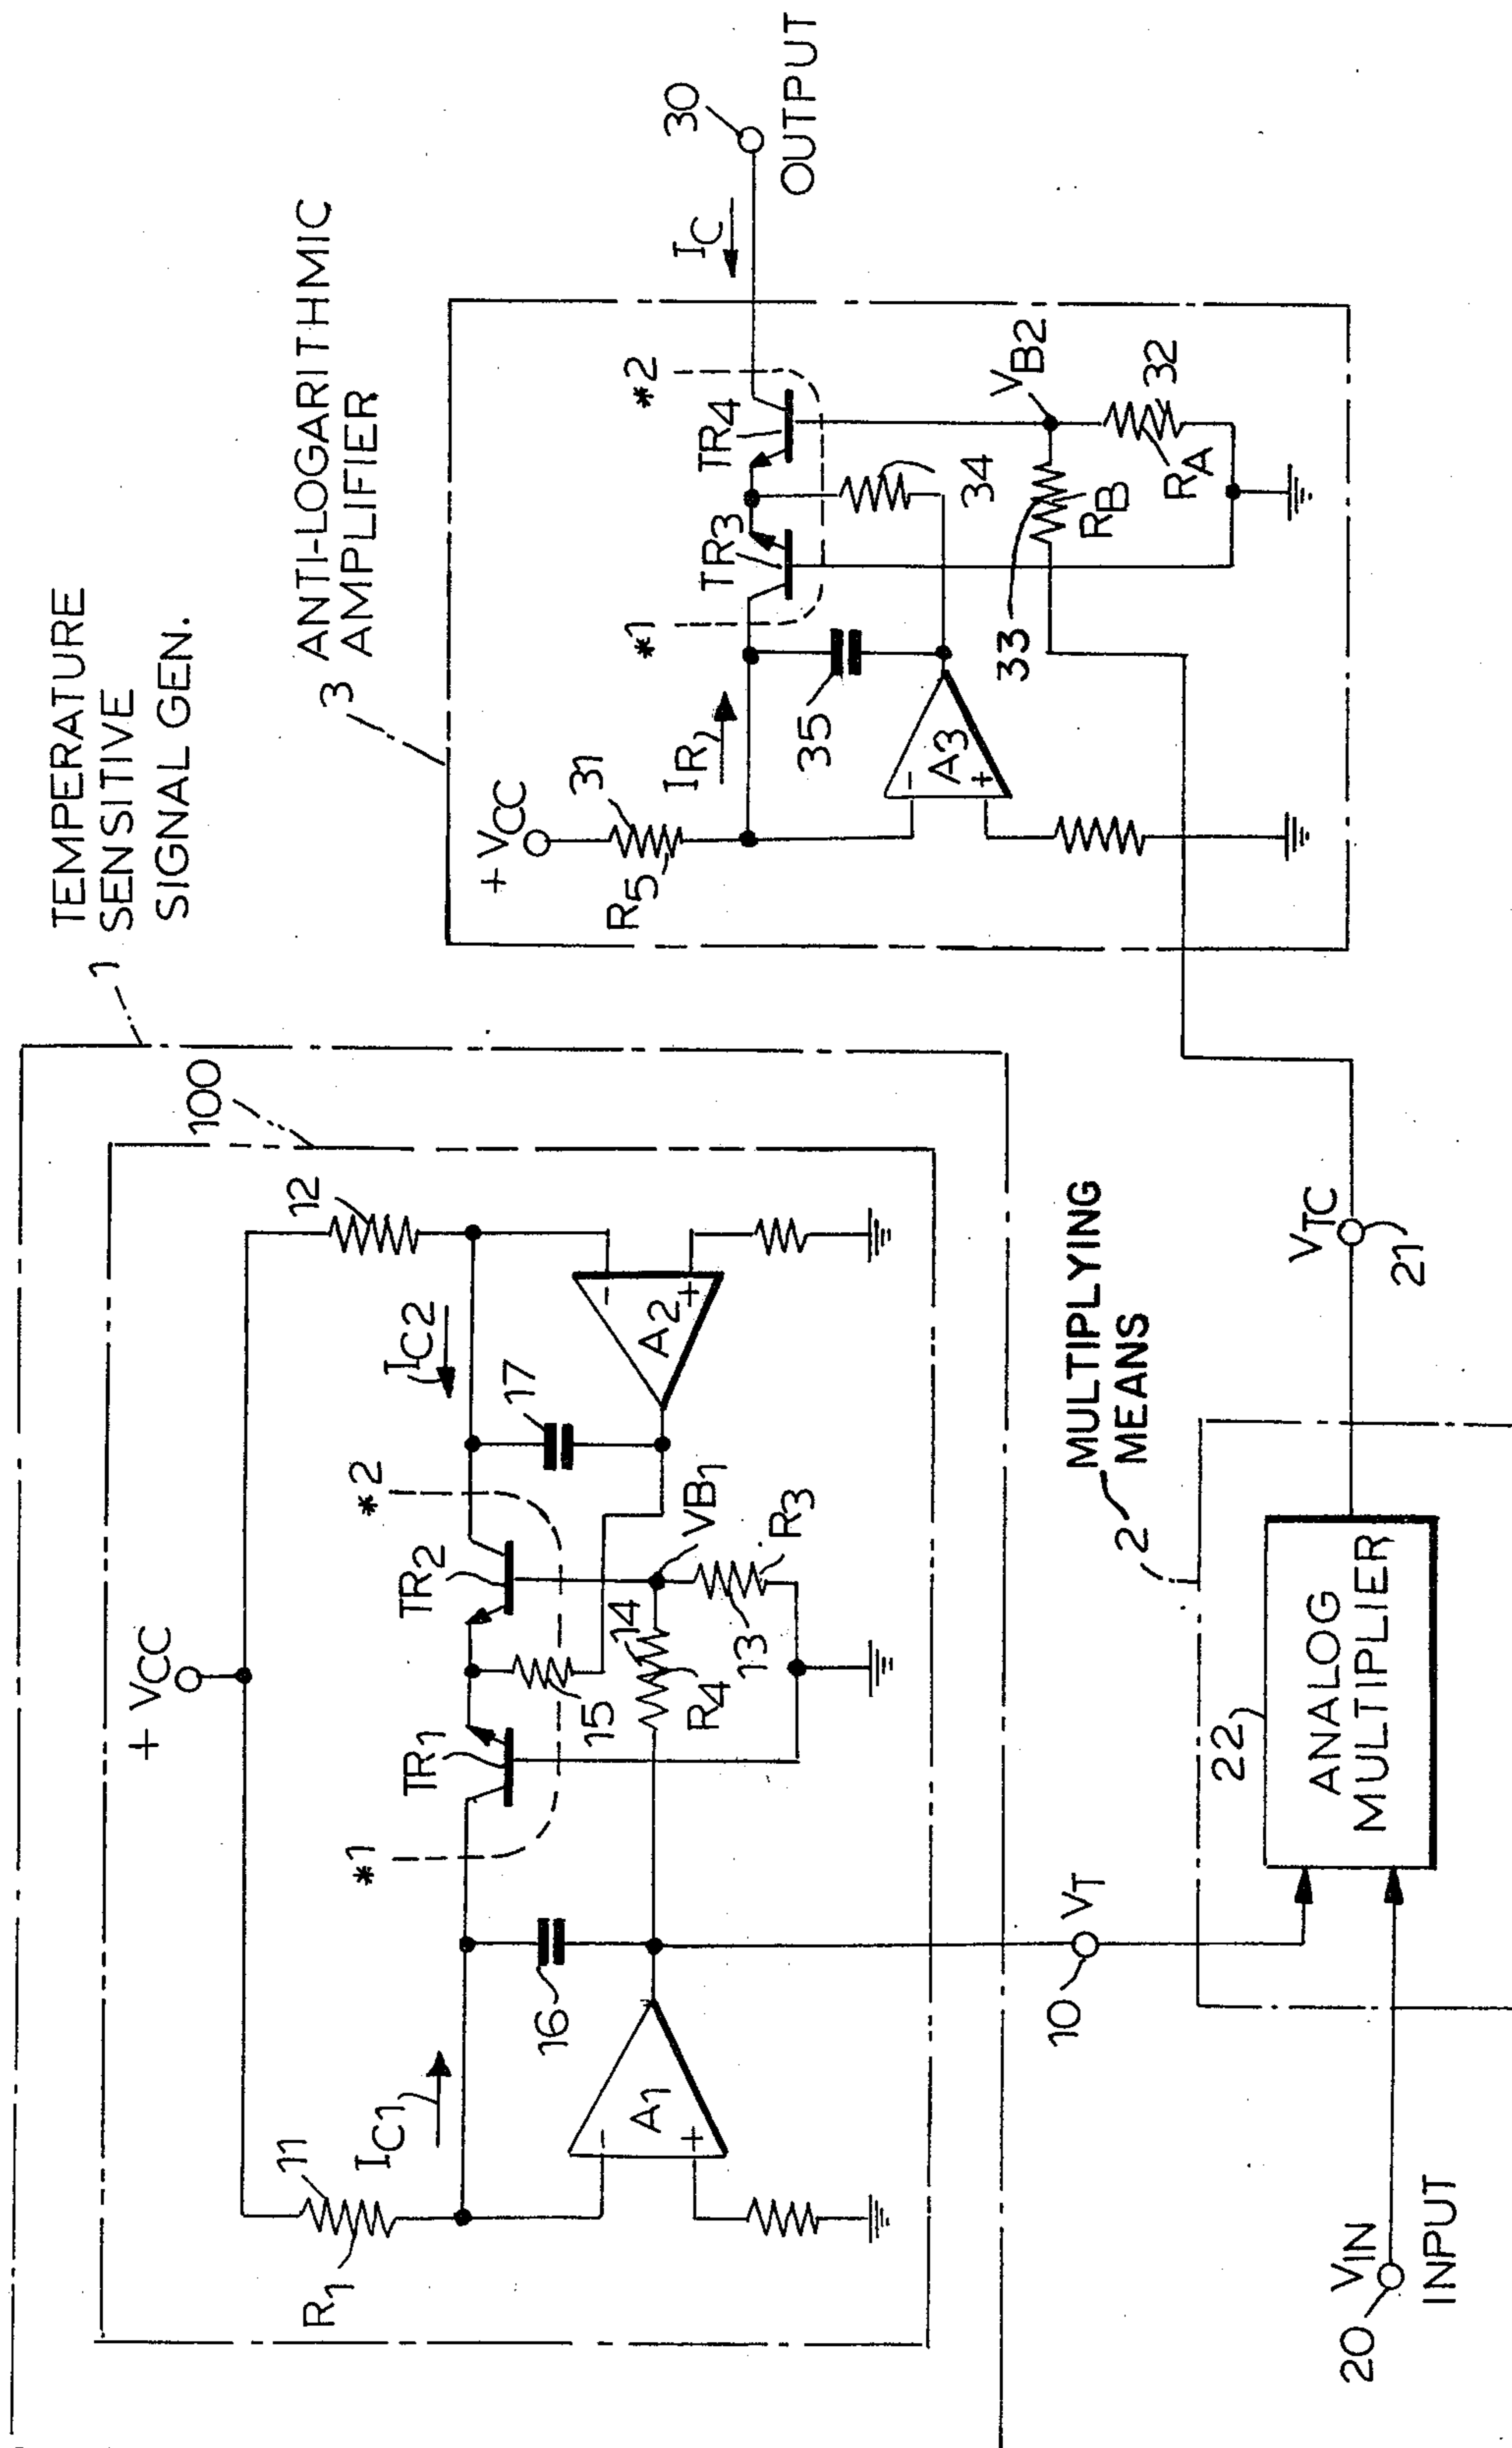 TEMPERATURE
SENSITIVE
SIGNAL GEN.
1
100
+ VCC
11
R1
IC1
12
IC2
*1
*2
TR1
TR2
16
17
15
14
R4
VB1
13
R3
A1
-
+
A2
-
+
10
VT
2
MULTIPLYING
MEANS
22
ANALOG
MULTIPLIER
VTC
21
20
VIN
INPUT
3
ANTI-LOGARITHMIC
AMPLIFIER
+ VCC
31
R5
IR
*1
*2
TR3
TR4
35
34
A3
-
+
33
RB
VB2
32
RA
IC
30
OUTPUT